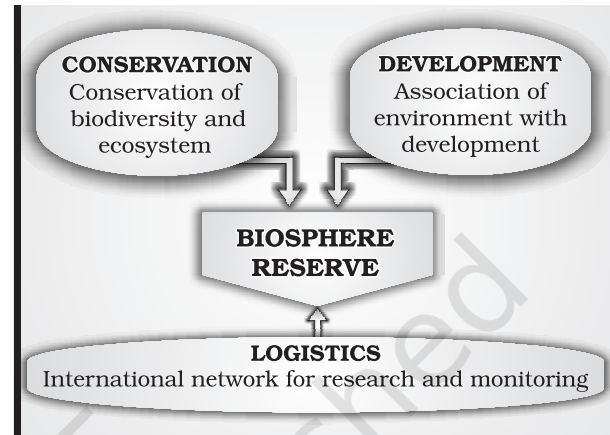 CONSERVATION
Conservation of
biodiversity and
ecosystem
DEVELOPMENT
Association of
environment with
development
BIOSPHERE
RESERVE
LOGISTICS
International network for research and monitoring